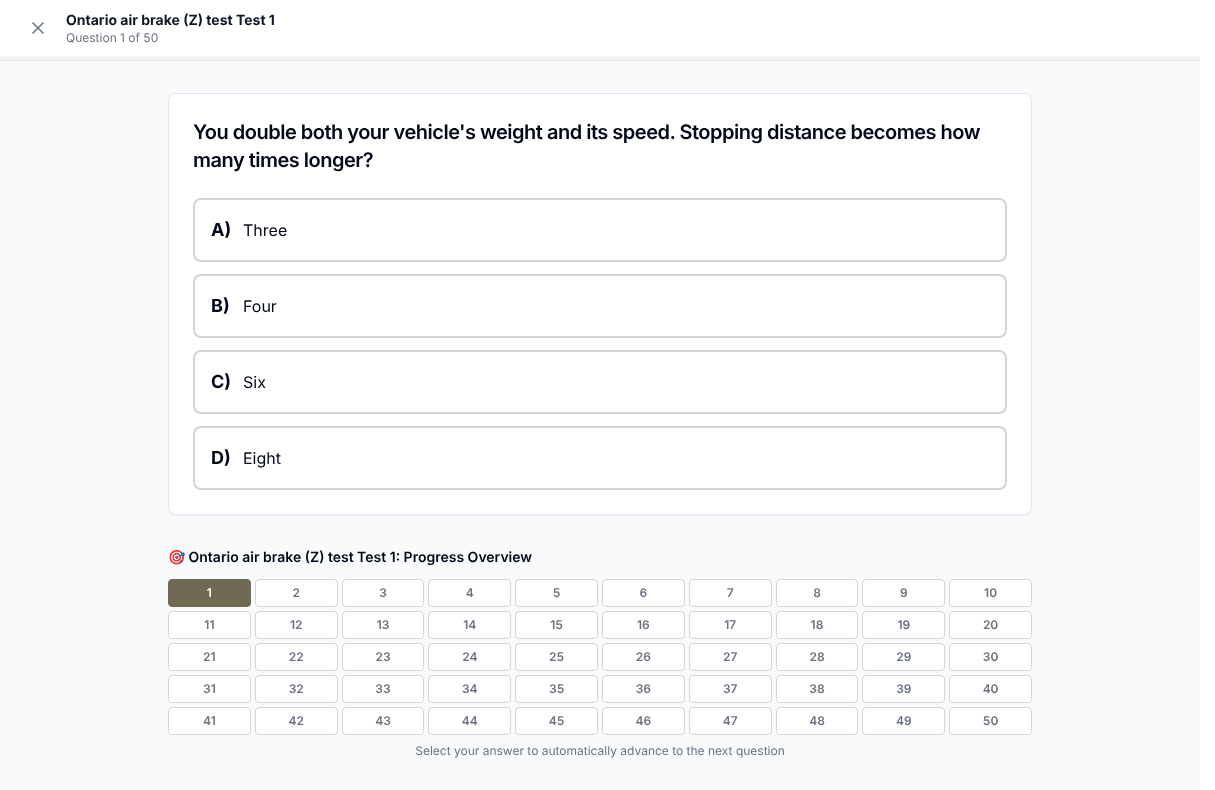 Ontario air brake (Z) test Test 1
Question 1 of 50
You double both your vehicle's weight and its speed. Stopping distance becomes how
many times longer?
A) Three
B) Four
C) Six
D) Eight
🎯 Ontario air brake (Z) test Test 1: Progress Overview
1 2 3 4 5 6 7 8 9 10
11 12 13 14 15 16 17 18 19 20
21 22 23 24 25 26 27 28 29 30
31 32 33 34 35 36 37 38 39 40
41 42 43 44 45 46 47 48 49 50
Select your answer to automatically advance to the next question